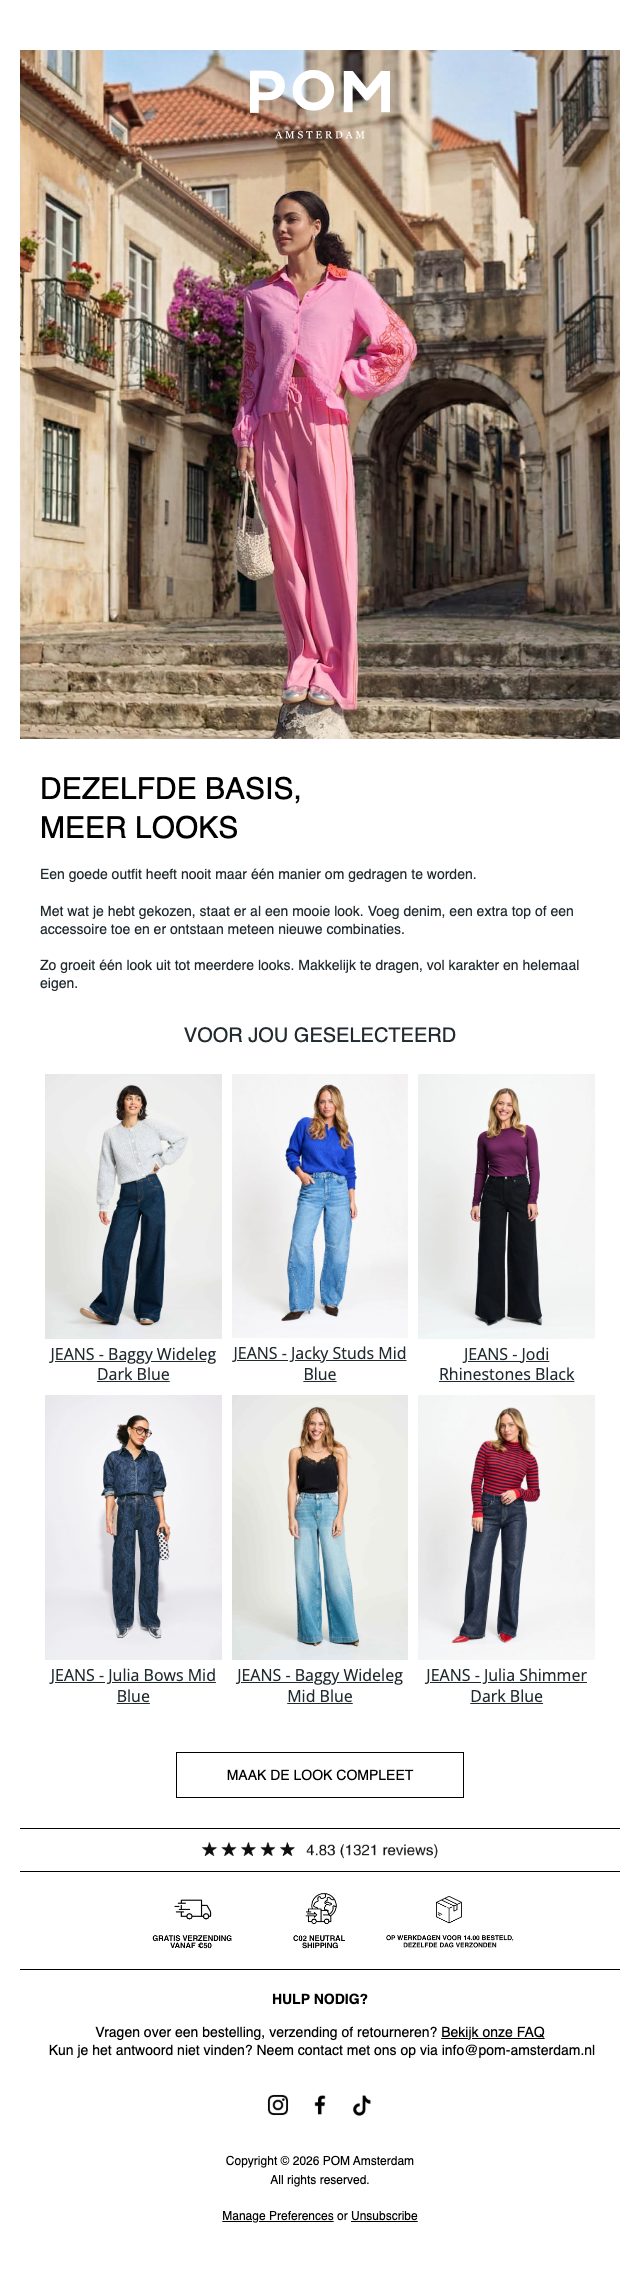 POM
AMSTERDAM
DEZELFDE BASIS,
MEER LOOKS
Een goede outfit heeft nooit maar één manier om gedragen te worden.
Met wat je hebt gekozen, staat er al een mooie look. Voeg denim, een extra top of een
accessoire toe en er ontstaan meteen nieuwe combinaties.
Zo groeit één look uit tot meerdere looks. Makkelijk te dragen, vol karakter en helemaal
eigen.
VOOR JOU GESELECTEERD
JEANS - Baggy Wideleg
Dark Blue
JEANS - Jacky Studs Mid
Blue
JEANS - Jodi
Rhinestones Black
JEANS - Julia Bows Mid
Blue
JEANS - Baggy Wideleg
Mid Blue
JEANS - Julia Shimmer
Dark Blue
MAAK DE LOOK COMPLEET
★★★★★ 4.83 (1321 reviews)
GRATIS VERZENDING
VANAF €50
C02 NEUTRAL
SHIPPING
OP WERKDAGEN VOOR 14.00 BESTELD,
DEZELFDE DAG VERZONDEN
HULP NODIG?
Vragen over een bestelling, verzending of retourneren? Bekijk onze FAQ
Kun je het antwoord niet vinden? Neem contact met ons op via info@pom-amsterdam.nl
Copyright © 2026 POM Amsterdam
All rights reserved.
Manage Preferences or Unsubscribe